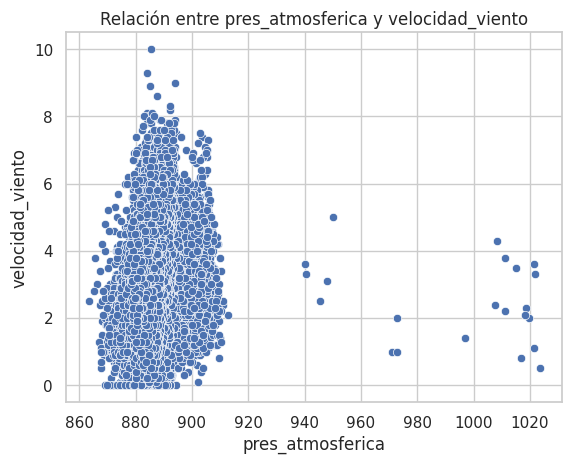 Relación entre pres_atmosferica y velocidad_viento
10
8
6
4
2
0
velocidad_viento
860 880 900 920 940 960 980 1000 1020
pres_atmosferica